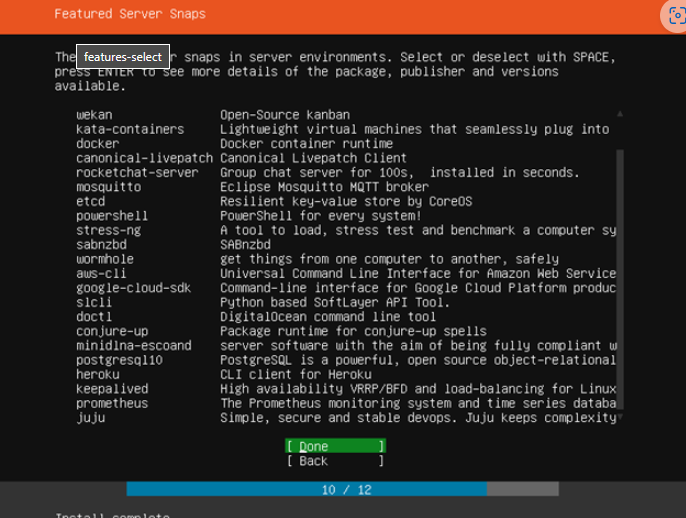 Featured Server Snaps
The r snaps in server environments. Select or deselect with SPACE,
features-select
press ENTER to see more details of the package, publisher and versions
available.
wekan Open-Source kanban
kata-containers Lightweight virtual machines that seamlessly plug into
docker Docker container runtime
canonical-livepatch Canonical Livepatch Client
rocketchat-server Group chat server for 100s, installed in seconds.
mosquitto Eclipse Mosquitto MQTT broker
etcd Resilient key-value store by CoreOS
powershell PowerShell for every system!
stress-ng A tool to load, stress test and benchmark a computer sy
sabnzbd SABnzbd
wormhole get things from one computer to another, safely
aws-cli Universal Command Line Interface for Amazon Web Service
google-cloud-sdk Command-line interface for Google Cloud Platform produc
slcli Python based SoftLayer API Tool.
doctl DigitalOcean command line tool
conjure-up Package runtime for conjure-up spells
minidlna-escoand server software with the aim of being fully compliant w
postgresql10 PostgreSQL is a powerful, open source object-relational
heroku CLI client for Heroku
keepalived High availability VRRP/BFD and load-balancing for Linux
prometheus The Prometheus monitoring system and time series databa
juju Simple, secure and stable devops. Juju keeps complexity
[ Done ]
[ Back ]
10 / 12
Install complete